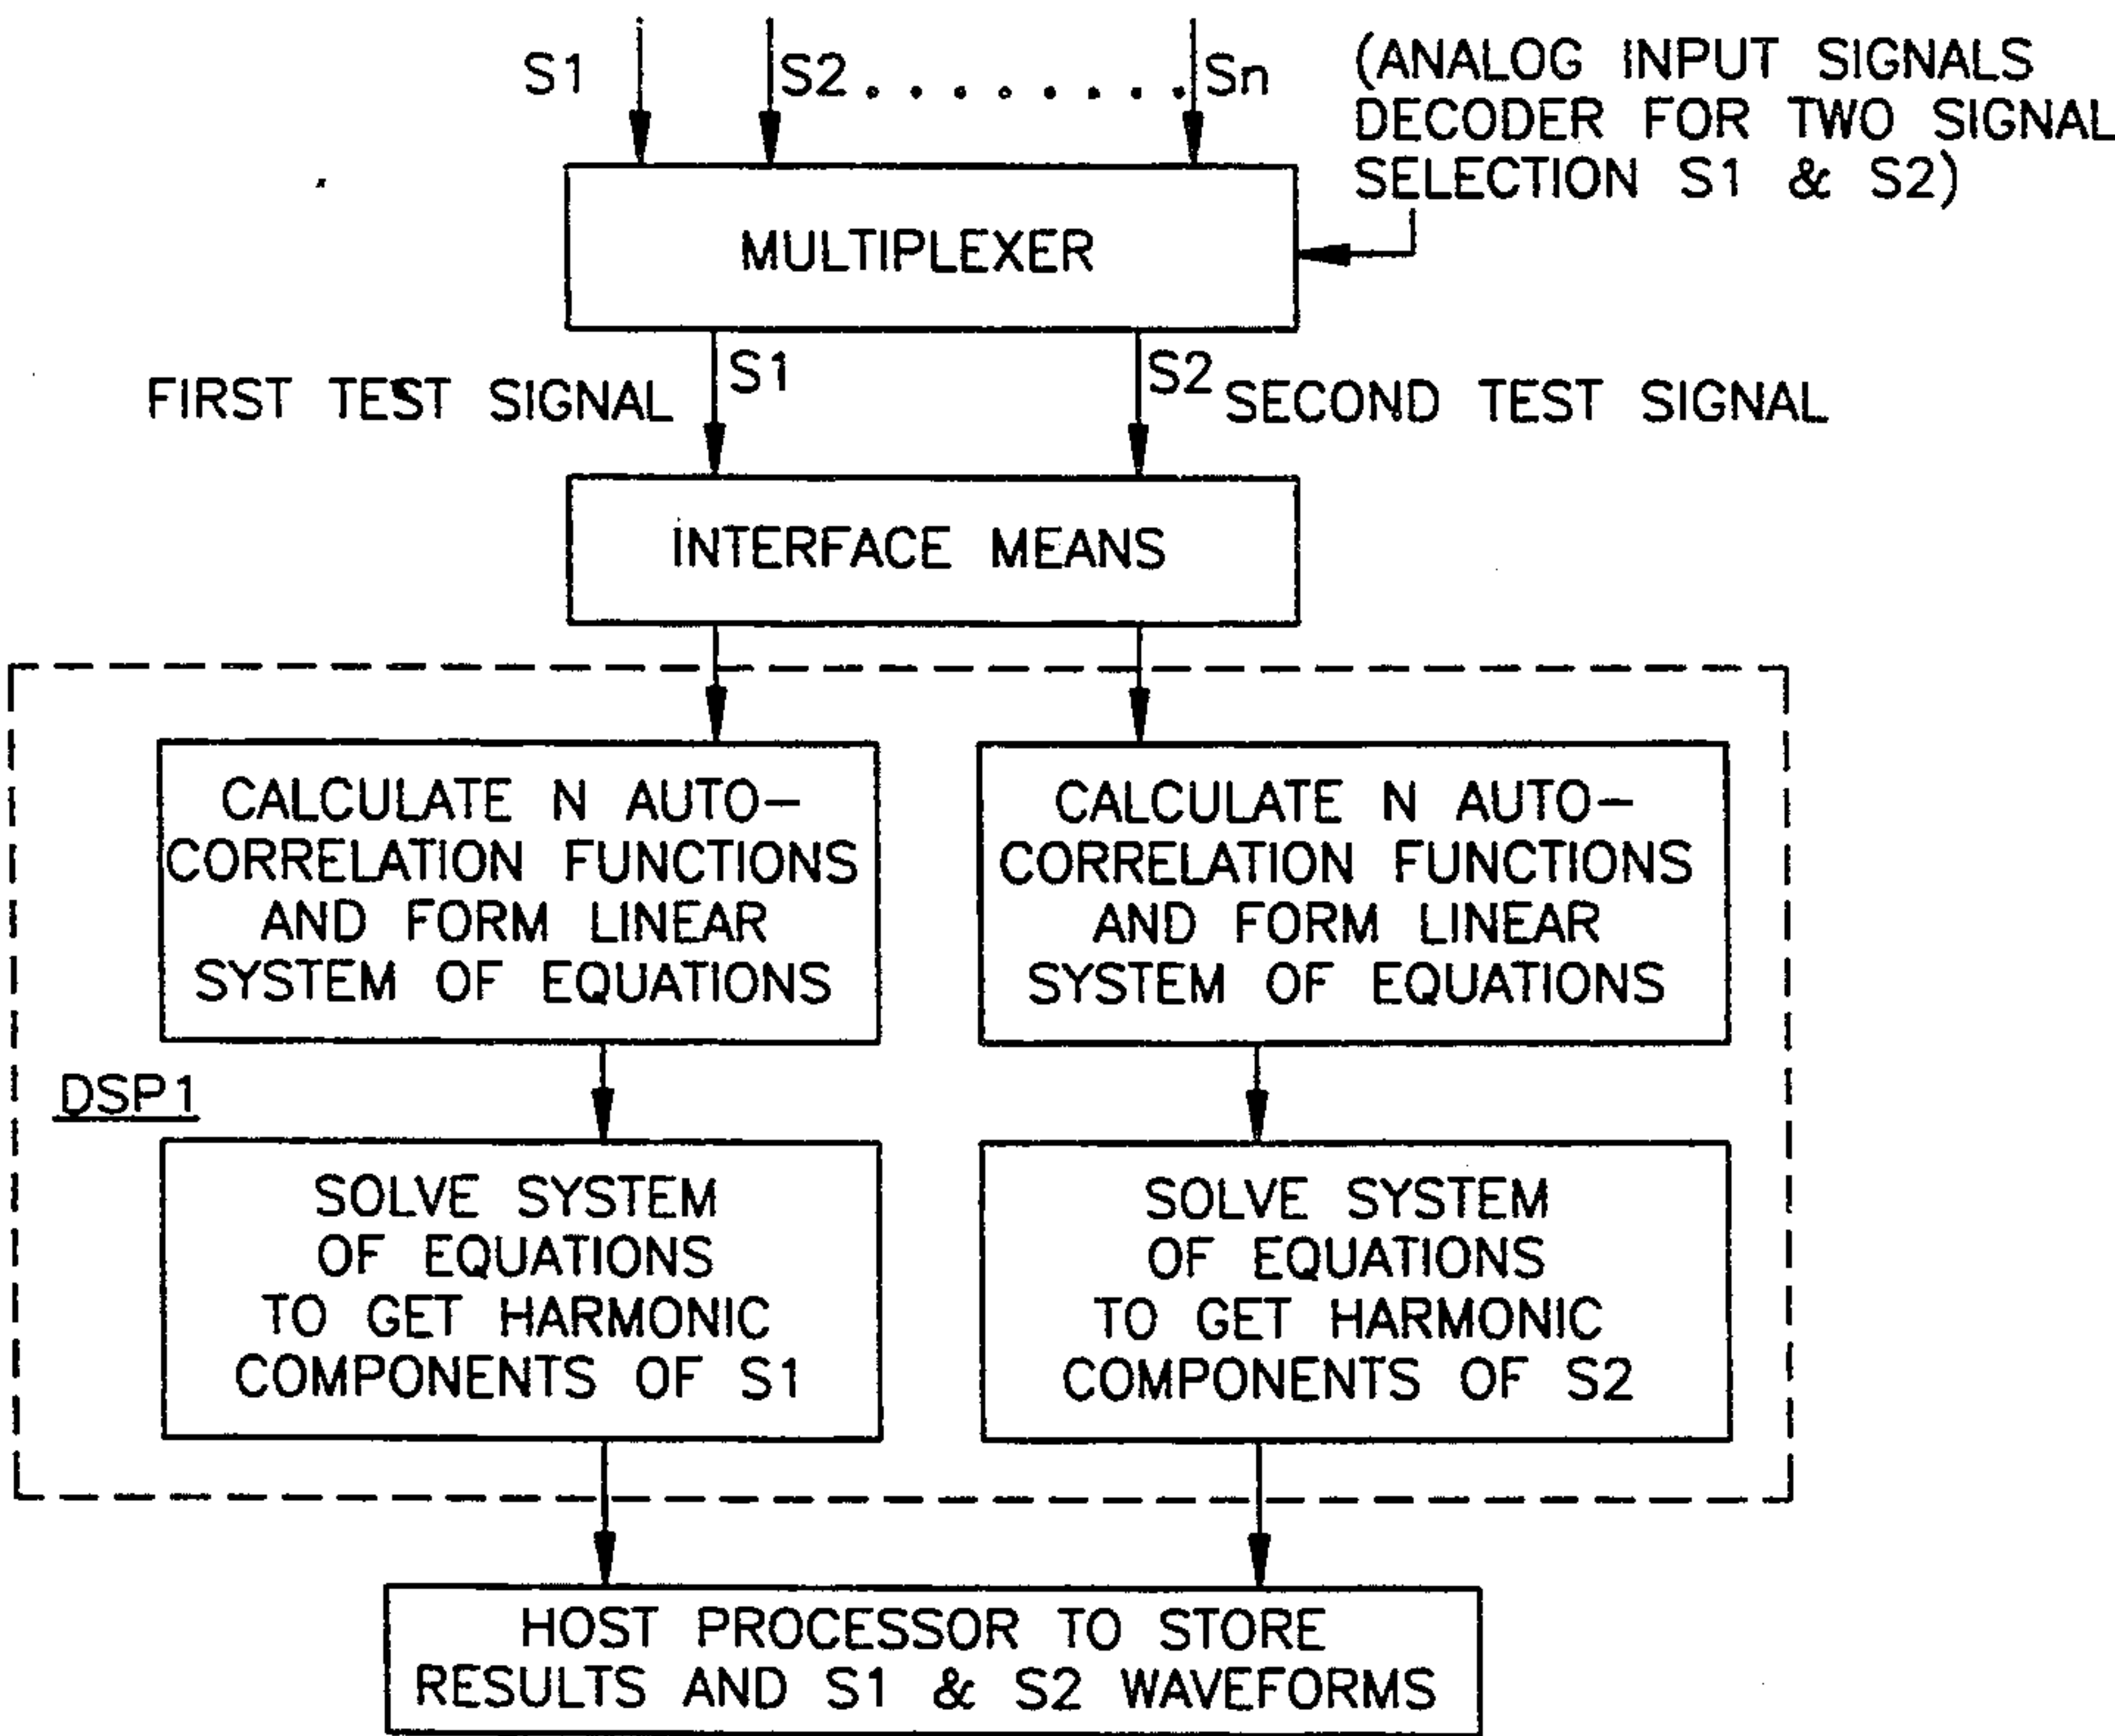 S1
S2........
Sn
(ANALOG INPUT SIGNALS
DECODER FOR TWO SIGNAL
SELECTION S1 & S2)
MULTIPLEXER
FIRST TEST SIGNAL
S1
S2
SECOND TEST SIGNAL
INTERFACE MEANS
CALCULATE N AUTO-
CORRELATION FUNCTIONS
AND FORM LINEAR
SYSTEM OF EQUATIONS
CALCULATE N AUTO-
CORRELATION FUNCTIONS
AND FORM LINEAR
SYSTEM OF EQUATIONS
DSP1
SOLVE SYSTEM
OF EQUATIONS
TO GET HARMONIC
COMPONENTS OF S1
SOLVE SYSTEM
OF EQUATIONS
TO GET HARMONIC
COMPONENTS OF S2
HOST PROCESSOR TO STORE
RESULTS AND S1 & S2 WAVEFORMS